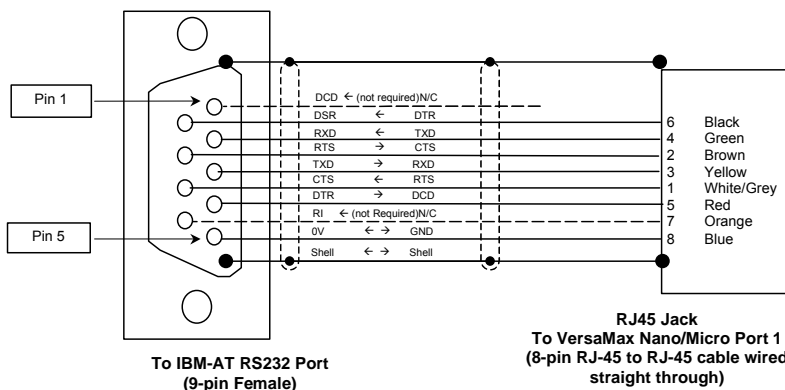 Pin 1
Pin 5
DCD ← (not required)N/C
DSR ← DTR
RXD ← TXD
RTS → CTS
TXD → RXD
CTS ← RTS
DTR → DCD
RI ← (not Required)N/C
0V ← → GND
Shell ← → Shell
6 Black
4 Green
2 Brown
3 Yellow
1 White/Grey
5 Red
7 Orange
8 Blue
To IBM-AT RS232 Port
(9-pin Female)
RJ45 Jack
To VersaMax Nano/Micro Port 1
(8-pin RJ-45 to RJ-45 cable wired
straight through)